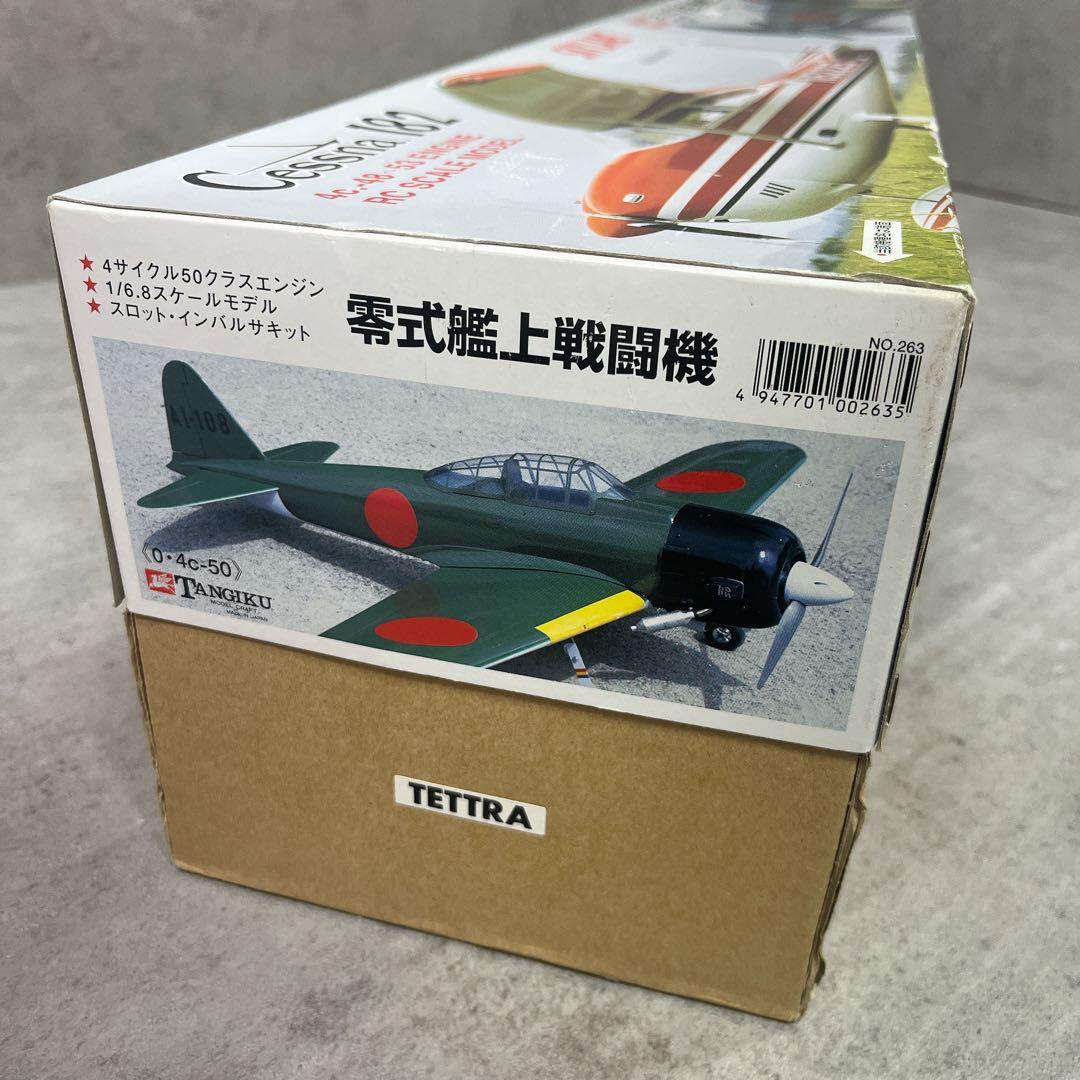 Cessna 182
4c.-48~53 ENGINE
RC SCALE MODEL
★ 4サイクル50クラスエンジン
★ 1/6.8スケールモデル
★ スロット・インバルサキット
零式艦上戦闘機
NO.263
4 947701 002635
AI-108
《0・4c-50》
TANGIKU
MODEL CRAFT
MADE IN JAPAN
TETTRA